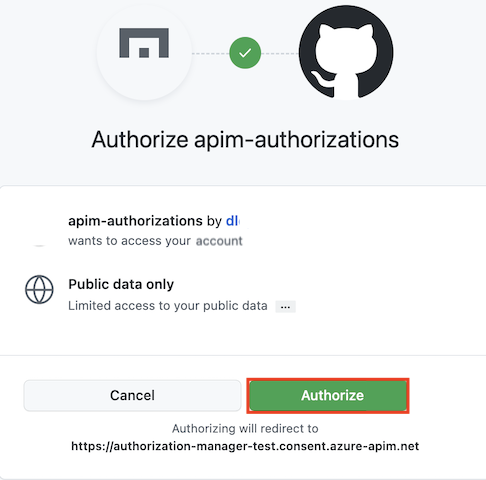 Authorize apim-authorizations
apim-authorizations by dl
wants to access your account
Public data only
Limited access to your public data ...
Cancel
Authorize
Authorizing will redirect to
https://authorization-manager-test.consent.azure-apim.net